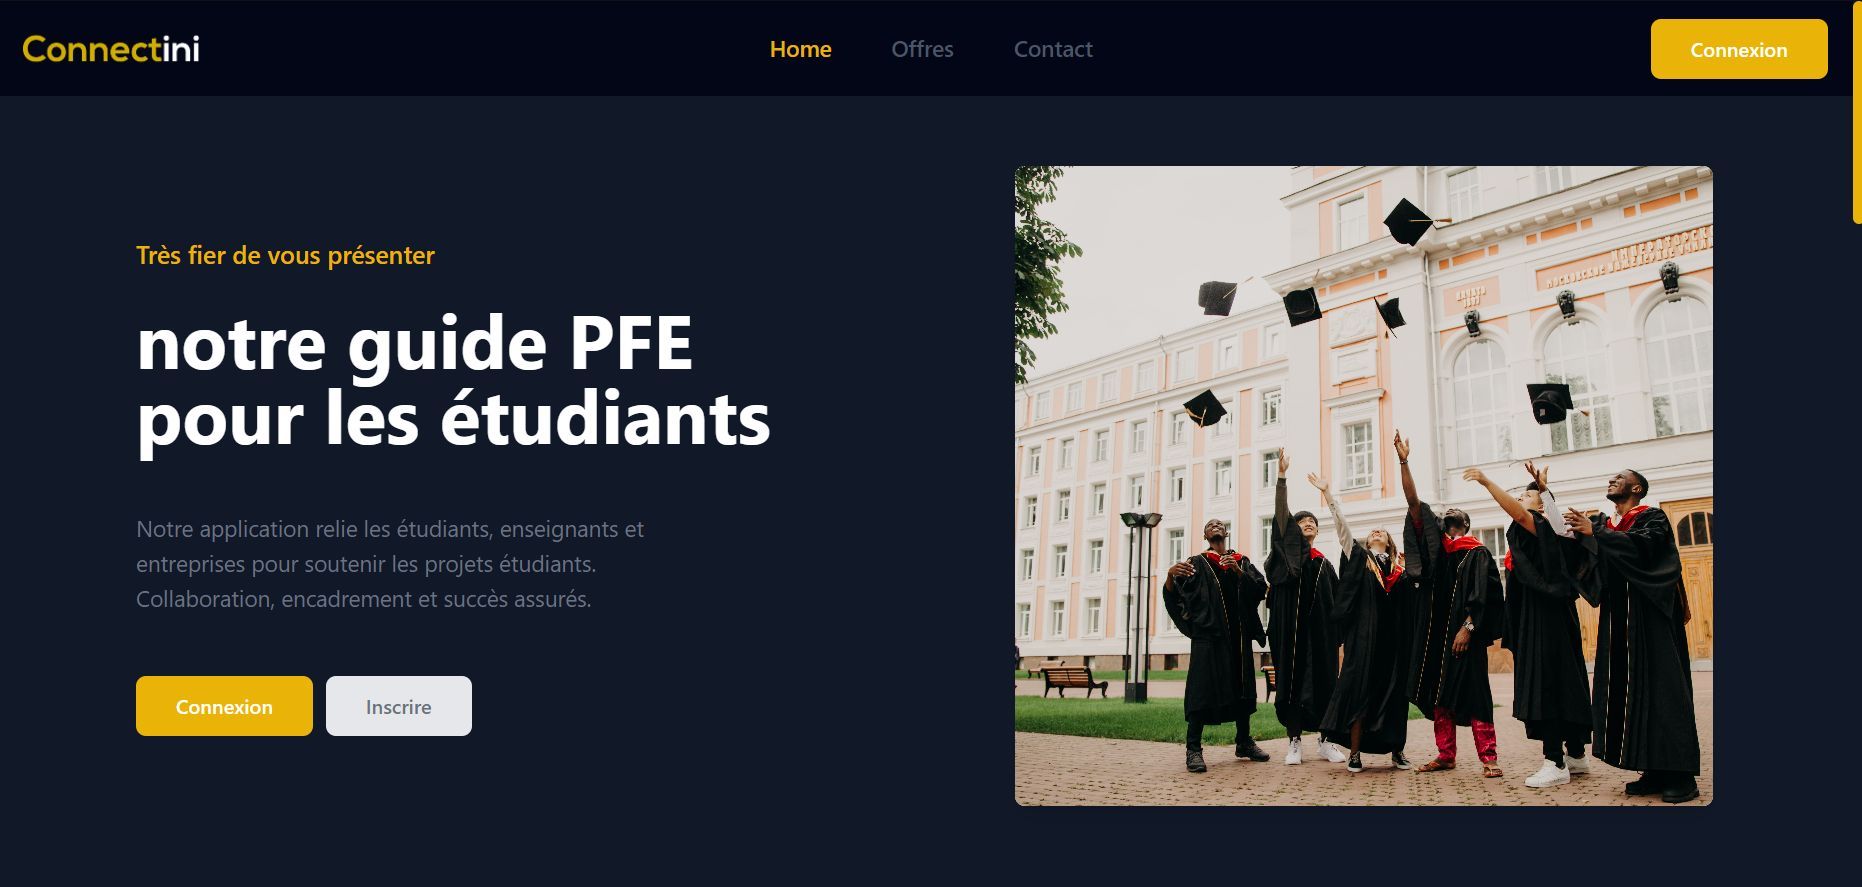 Connectini
Home
Offres
Contact
Connexion
Très fier de vous présenter
notre guide PFE
pour les étudiants
Notre application relie les étudiants, enseignants et
entreprises pour soutenir les projets étudiants.
Collaboration, encadrement et succès assurés.
Connexion
Inscrire